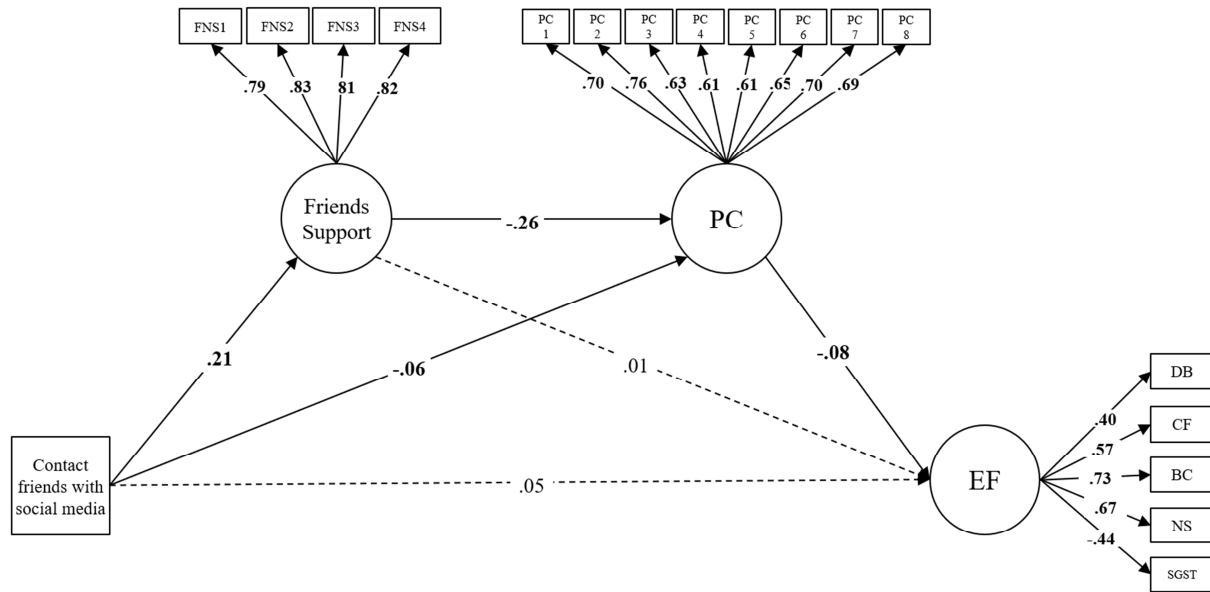 FNS1
FNS2
FNS3
FNS4
PC
1
PC
2
PC
3
PC
4
PC
5
PC
6
PC
7
PC
8
.79
.83
81
.82
.70
.76
.63
.61
.61
.65
.70
.69
Friends
Support
-.26
PC
.21
-.06
.01
-.08
Contact
friends with
social media
.05
EF
.40
.57
.73
.67
-.44
DB
CF
BC
NS
SGST